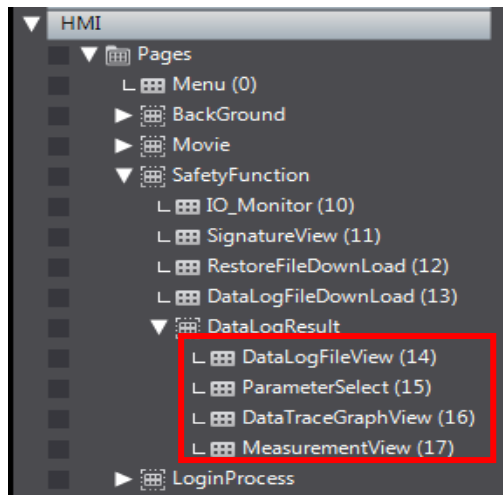 HMI
Pages
Menu (0)
BackGround
Movie
SafetyFunction
IO_Monitor (10)
SignatureView (11)
RestoreFileDownLoad (12)
DataLogFileDownLoad (13)
DataLogResult
DataLogFileView (14)
ParameterSelect (15)
DataTraceGraphView (16)
MeasurementView (17)
LoginProcess